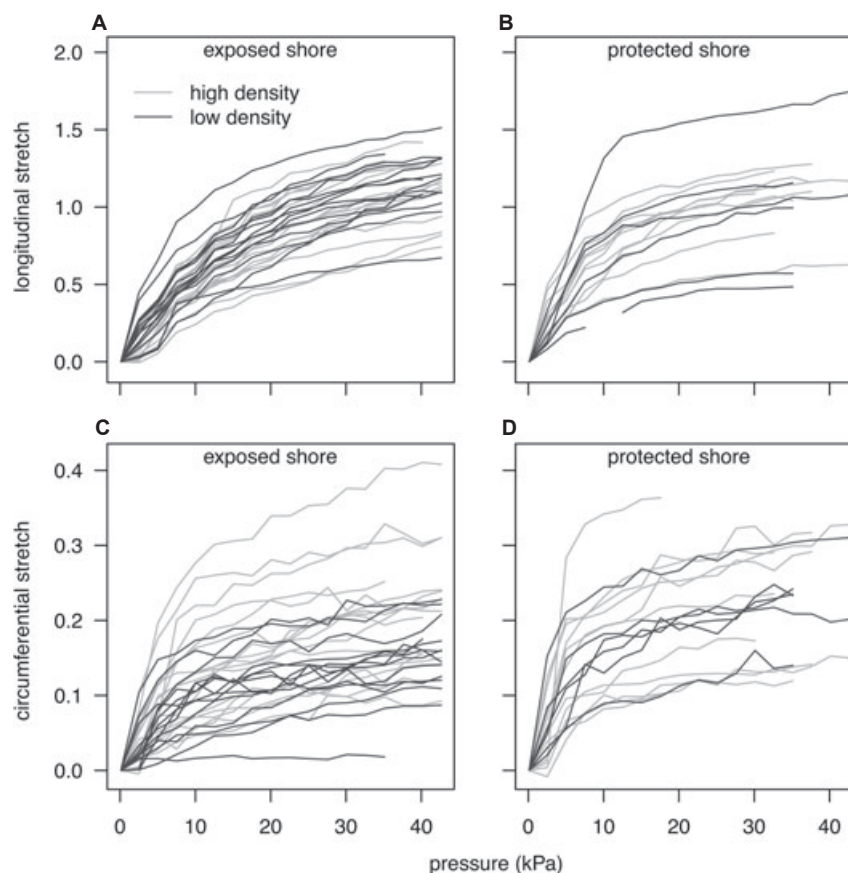 A
exposed shore
high density
low density
B
protected shore
longitudinal stretch
2.0
1.5
1.0
0.5
0.0
C
exposed shore
D
protected shore
circumferential stretch
0.4
0.3
0.2
0.1
0.0
0 10 20 30 40
0 10 20 30 40
pressure (kPa)